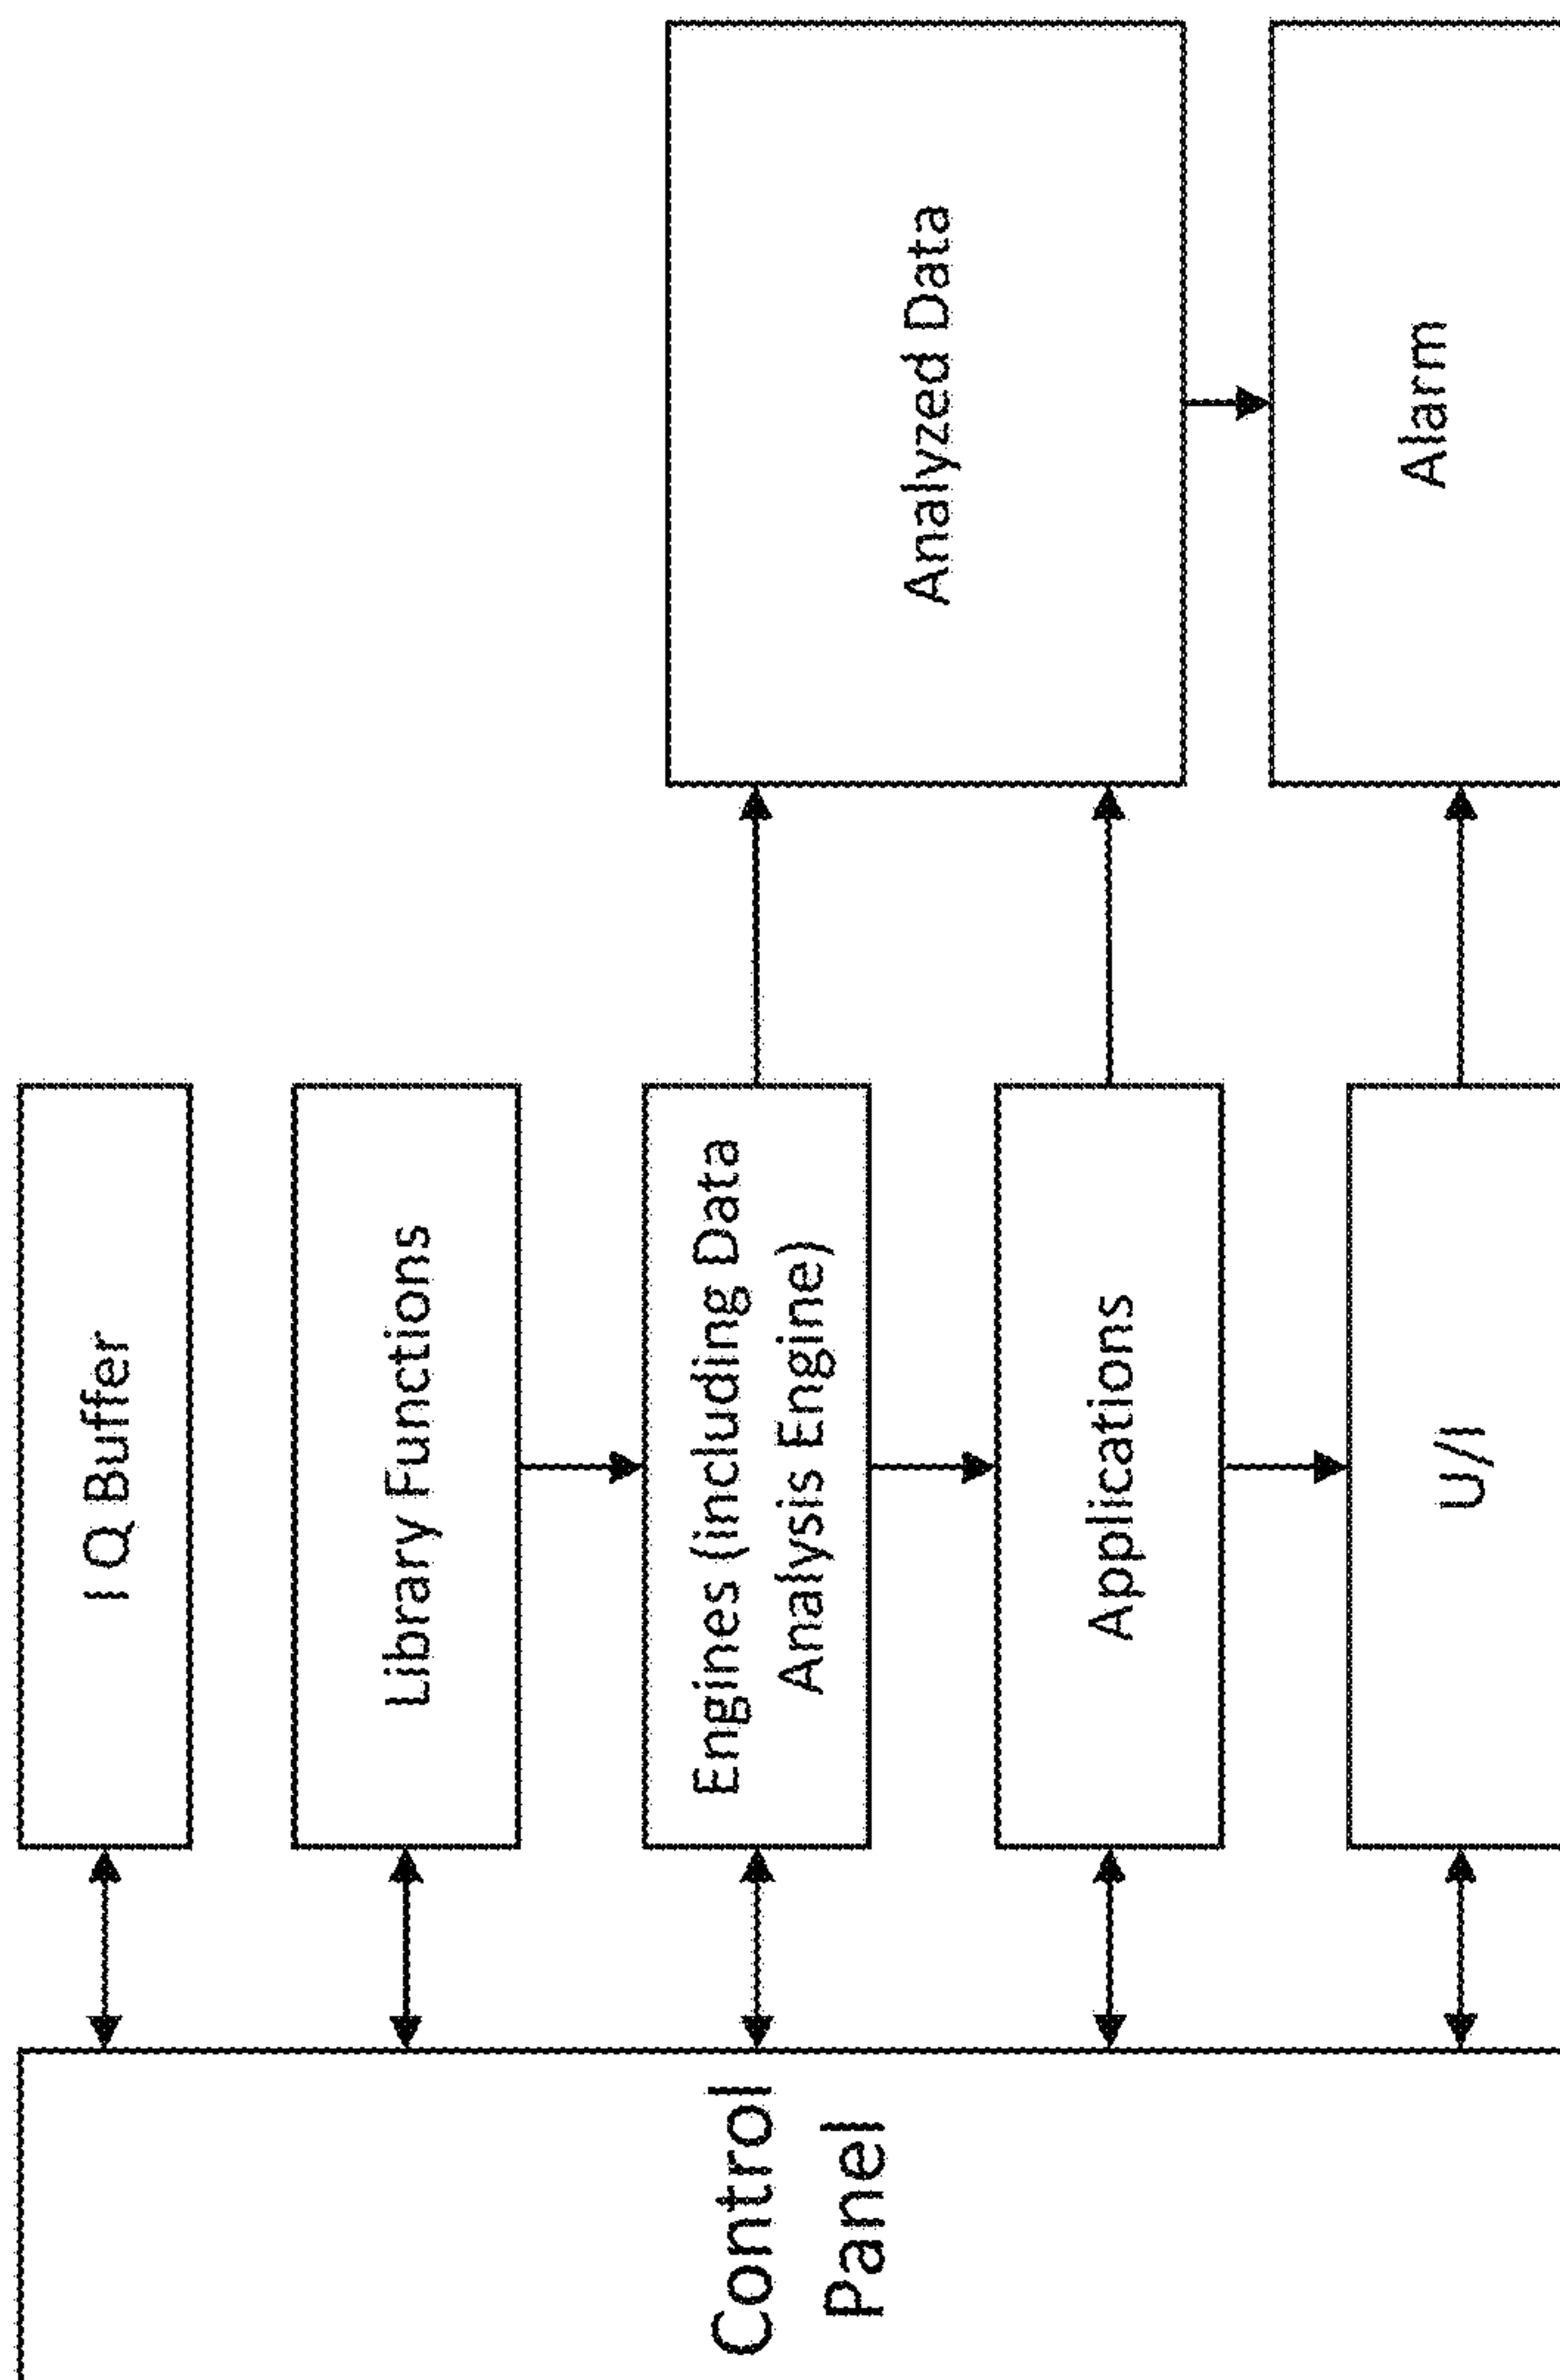 Control
Panel
I Q Buffer
Library Functions
Engines (including Data
Analysis Engine)
Applications
U/I
Analyzed Data
Alarm